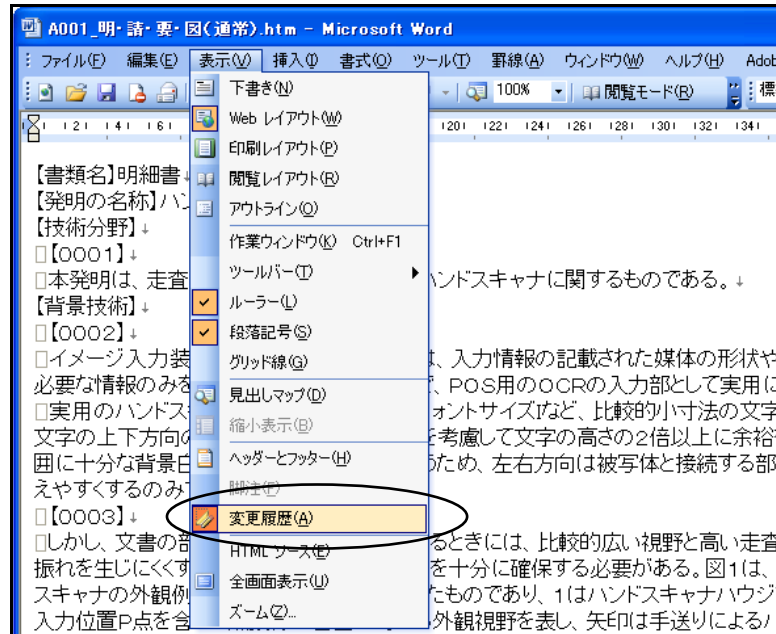 A001_明・請・要・図(通常).htm - Microsoft Word
ファイル(F) 編集(E) 表示(V) 挿入(I) 書式(O) ツール(T) 罫線(A) ウィンドウ(W) ヘルプ(H) Adob
100% 閲覧モード(R) 標
121 141 161 1201 1221 1241 1261 1281 1301 1321 1341
下書き(N)
Web レイアウト(W)
印刷レイアウト(P)
閲覧レイアウト(R)
アウトライン(O)
作業ウィンドウ(K) Ctrl+F1
ツールバー(T)
ルーラー(L)
段落記号(S)
グリッド線(G)
見出しマップ(D)
縮小表示(B)
ヘッダーとフッター(H)
脚注(F)
変更履歴(A)
HTML ソース(E)
全画面表示(U)
ズーム(Z)...
【書類名】明細書↓
【発明の名称】ハン
【技術分野】↓
□【0001】↓
□本発明は、走査 ハンドスキャナに関するものである。↓
【背景技術】↓
□【0002】↓
□イメージ入力装 は、入力情報の記載された媒体の形状や
必要な情報のみを で、POS用のOCRの入力部として実用に
□実用のハンドス ォントサイズIなど、比較的小寸法の文字
文字の上下方向の を考慮して文字の高さの2倍以上に余裕
囲に十分な背景白 ため、左右方向は被写体と接続する部
えやすくするのみ
□【0003】↓
□しかし、文書の部 るときには、比較的広い視野と高い走査
振れを生じにくくす を十分に確保する必要がある。図1は、
スキャナの外観例 たものであり、1はハンドスキャナハウジ
入力位置P点を含 外観視野を表し、矢印は手送りによるハ